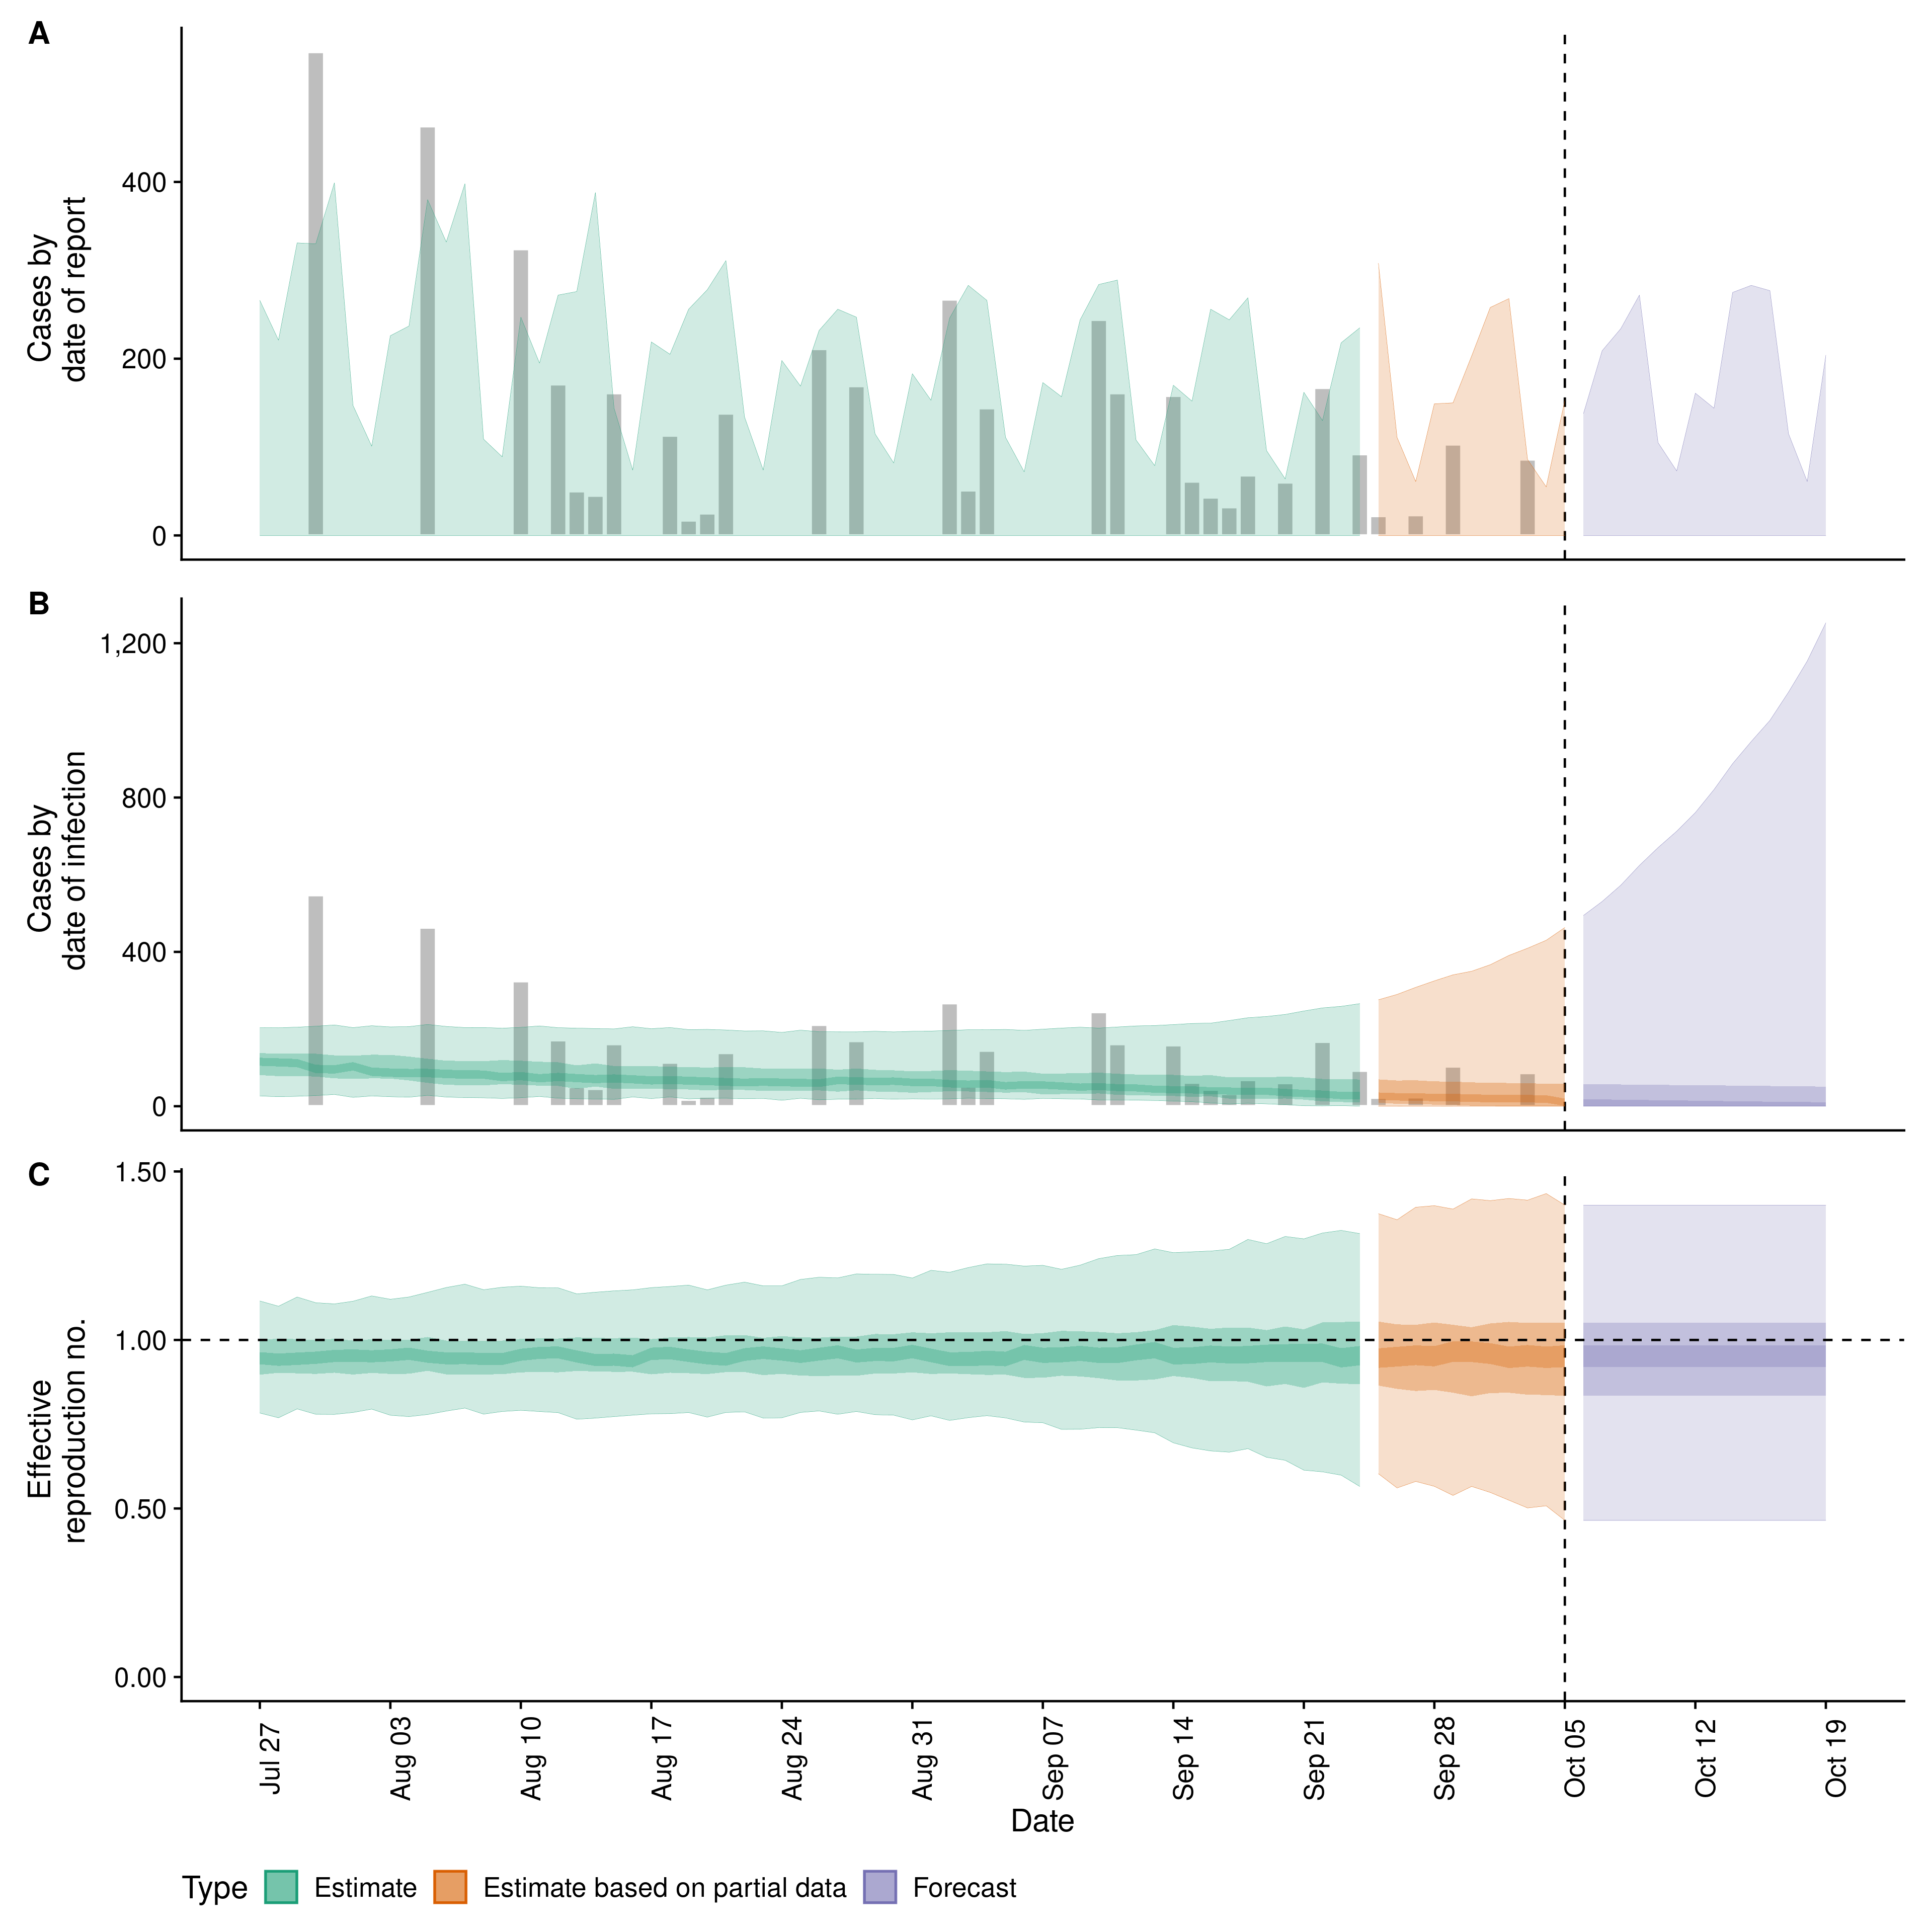 A
Cases by
date of report
400
200
0
B
Cases by
date of infection
1,200
800
400
0
C
Effective
reproduction no.
1.50
1.00
0.50
0.00
Jul 27
Aug 03
Aug 10
Aug 17
Aug 24
Aug 31
Sep 07
Sep 14
Sep 21
Sep 28
Oct 05
Oct 12
Oct 19
Date
Type Estimate Estimate based on partial data Forecast